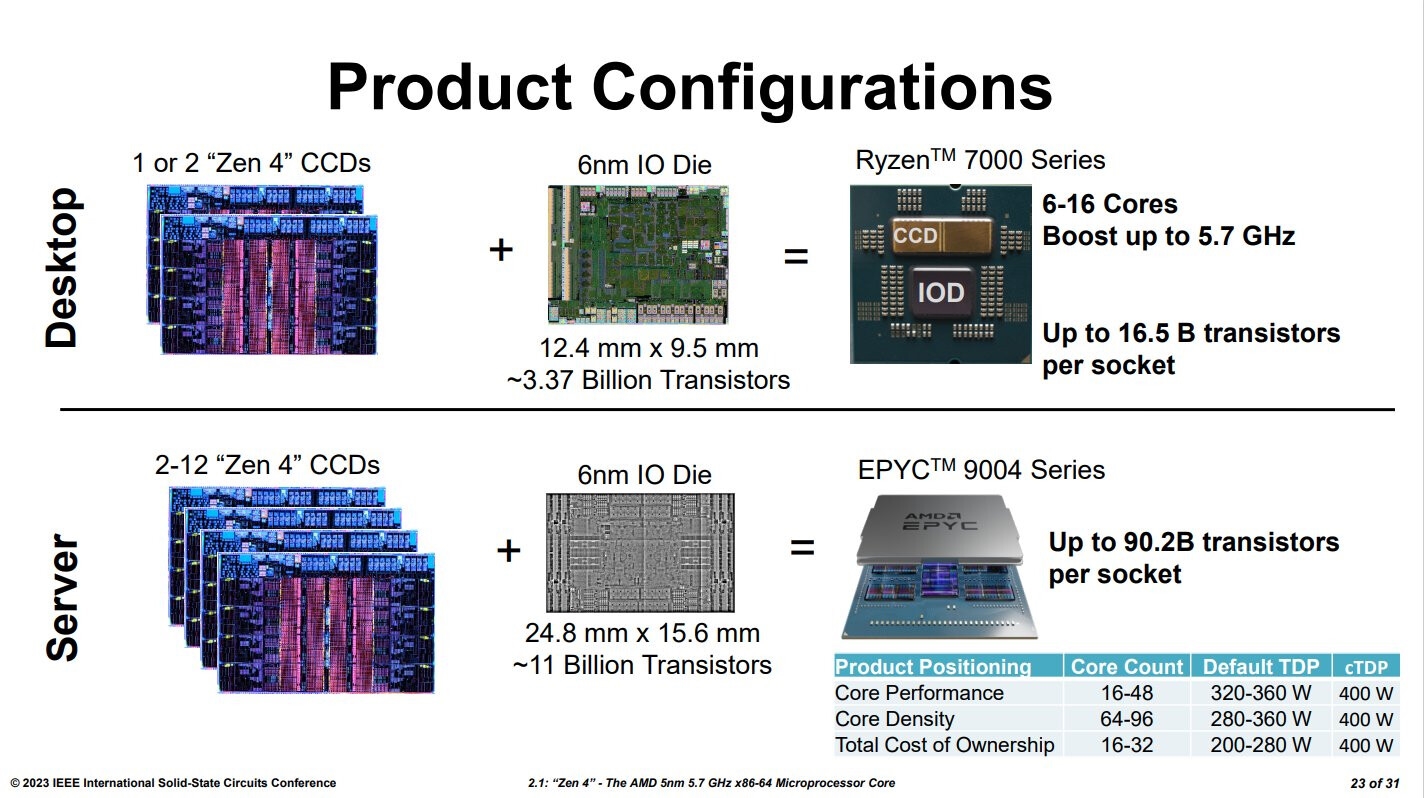 Product Configurations
Desktop
1 or 2 “Zen 4” CCDs
+
6nm IO Die
12.4 mm x 9.5 mm
~3.37 Billion Transistors
=
Ryzen™ 7000 Series
CCD
IOD
6-16 Cores
Boost up to 5.7 GHz
Up to 16.5 B transistors
per socket
Server
2-12 “Zen 4” CCDs
+
6nm IO Die
24.8 mm x 15.6 mm
~11 Billion Transistors
=
EPYC™ 9004 Series
AMD
EPYC
Up to 90.2B transistors
per socket
Product Positioning Core Count Default TDP cTDP
Core Performance 16-48 320-360 W 400 W
Core Density 64-96 280-360 W 400 W
Total Cost of Ownership 16-32 200-280 W 400 W
© 2023 IEEE International Solid-State Circuits Conference
2.1: “Zen 4” - The AMD 5nm 5.7 GHz x86-64 Microprocessor Core
23 of 31